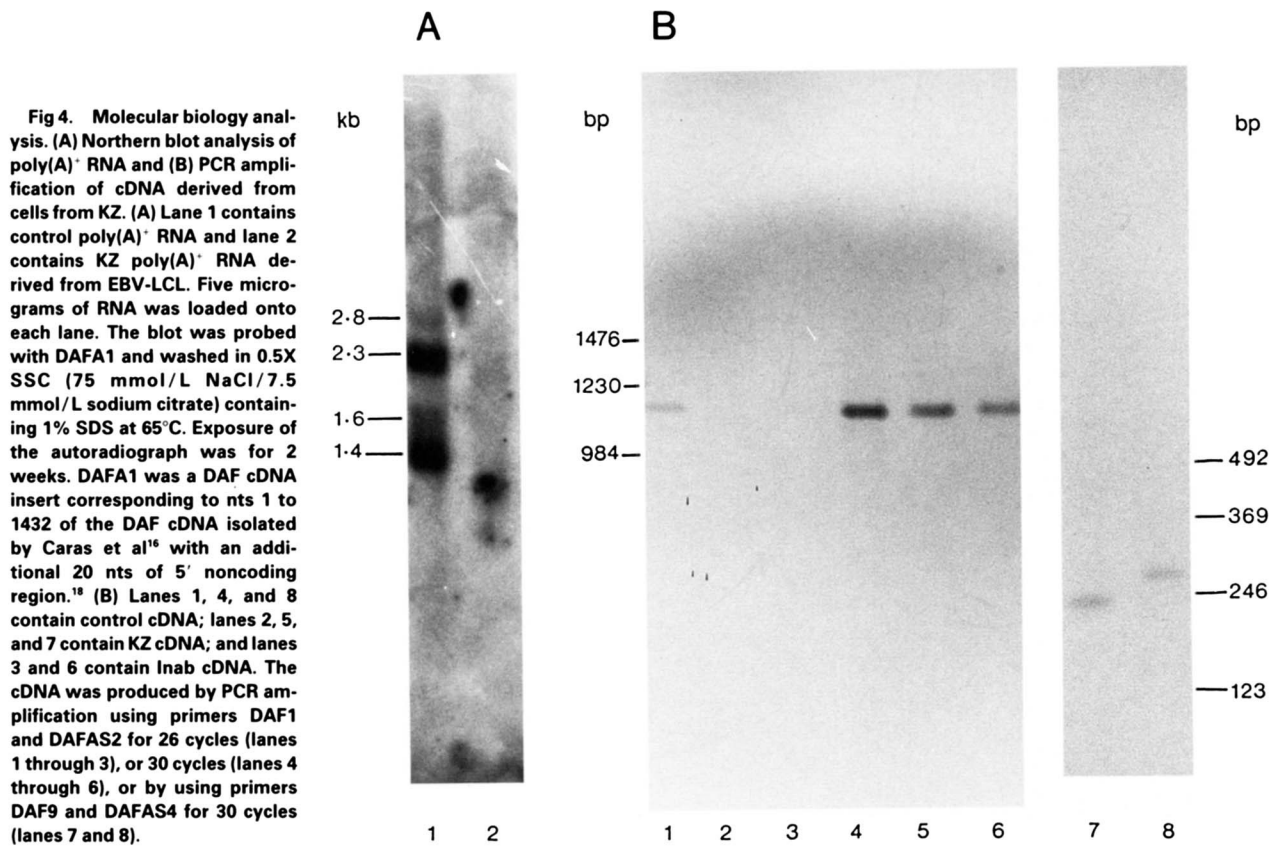 Fig 4. Molecular biology anal-
ysis. (A) Northern blot analysis of
poly(A)⁺ RNA and (B) PCR ampli-
fication of cDNA derived from
cells from KZ. (A) Lane 1 contains
control poly(A)⁺ RNA and lane 2
contains KZ poly(A)⁺ RNA de-
rived from EBV-LCL. Five micro-
grams of RNA was loaded onto
each lane. The blot was probed
with DAFA1 and washed in 0.5X
SSC (75 mmol/L NaCl/7.5
mmol/L sodium citrate) contain-
ing 1% SDS at 65°C. Exposure of
the autoradiograph was for 2
weeks. DAFA1 was a DAF cDNA
insert corresponding to nts 1 to
1432 of the DAF cDNA isolated
by Caras et al¹⁶ with an addi-
tional 20 nts of 5′ noncoding
region.¹⁸ (B) Lanes 1, 4, and 8
contain control cDNA; lanes 2, 5,
and 7 contain KZ cDNA; and lanes
3 and 6 contain Inab cDNA. The
cDNA was produced by PCR am-
plification using primers DAF1
and DAFAS2 for 26 cycles (lanes
1 through 3), or 30 cycles (lanes 4
through 6), or by using primers
DAF9 and DAFAS4 for 30 cycles
(lanes 7 and 8).
A
kb
2·8
2·3
1·6
1·4
1 2
B
bp
1476
1230
984
1 2 3 4 5 6
bp
492
369
246
123
7 8